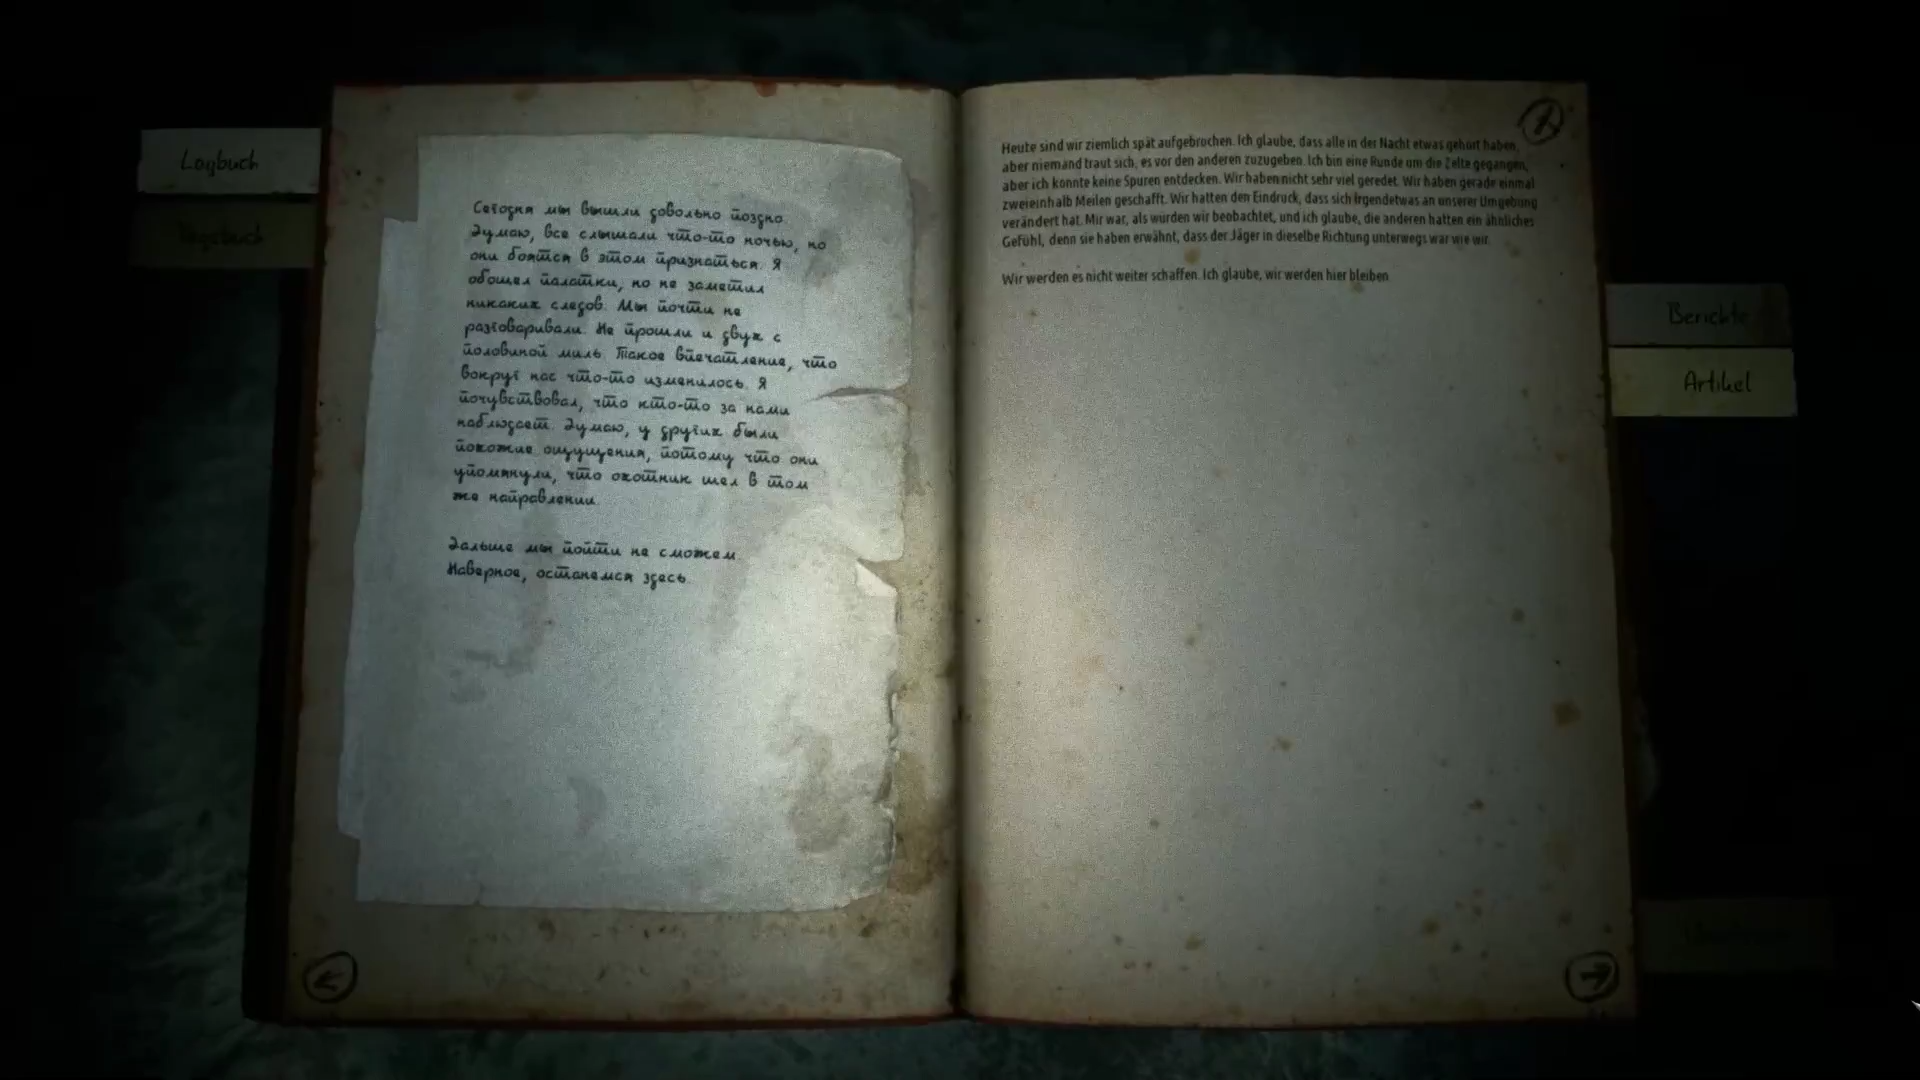 Logbuch
Tagebuch
Сегодня мы вышли довольно поздно.
Думаю, все слышали что-то ночью, но
они боятся в этом признаться. Я
обошел палатки, но не заметил
никаких следов. Мы почти не
разговаривали. Не прошли и двух с
половиной миль. Такое впечатление, что
вокруг нас что-то изменилось. Я
почувствовал, что кто-то за нами
наблюдает. Думаю, у других были
похожие ощущения, потому что они
упомянули, что охотник шел в том
же направлении.
Дальше мы пойти не сможем.
Наверное, останемся здесь.
Heute sind wir ziemlich spät aufgebrochen. Ich glaube, dass alle in der Nacht etwas gehört haben,
aber niemand traut sich, es vor den anderen zuzugeben. Ich bin eine Runde um die Zelte gegangen,
aber ich konnte keine Spuren entdecken. Wir haben nicht sehr viel geredet. Wir haben gerade einmal
zweieinhalb Meilen geschafft. Wir hatten den Eindruck, dass sich irgendetwas an unserer Umgebung
verändert hat. Mir war, als würden wir beobachtet, und ich glaube, die anderen hatten ein ähnliches
Gefühl, denn sie haben erwähnt, dass der Jäger in dieselbe Richtung unterwegs war wie wir.
Wir werden es nicht weiter schaffen. Ich glaube, wir werden hier bleiben.
Berichte
Artikel